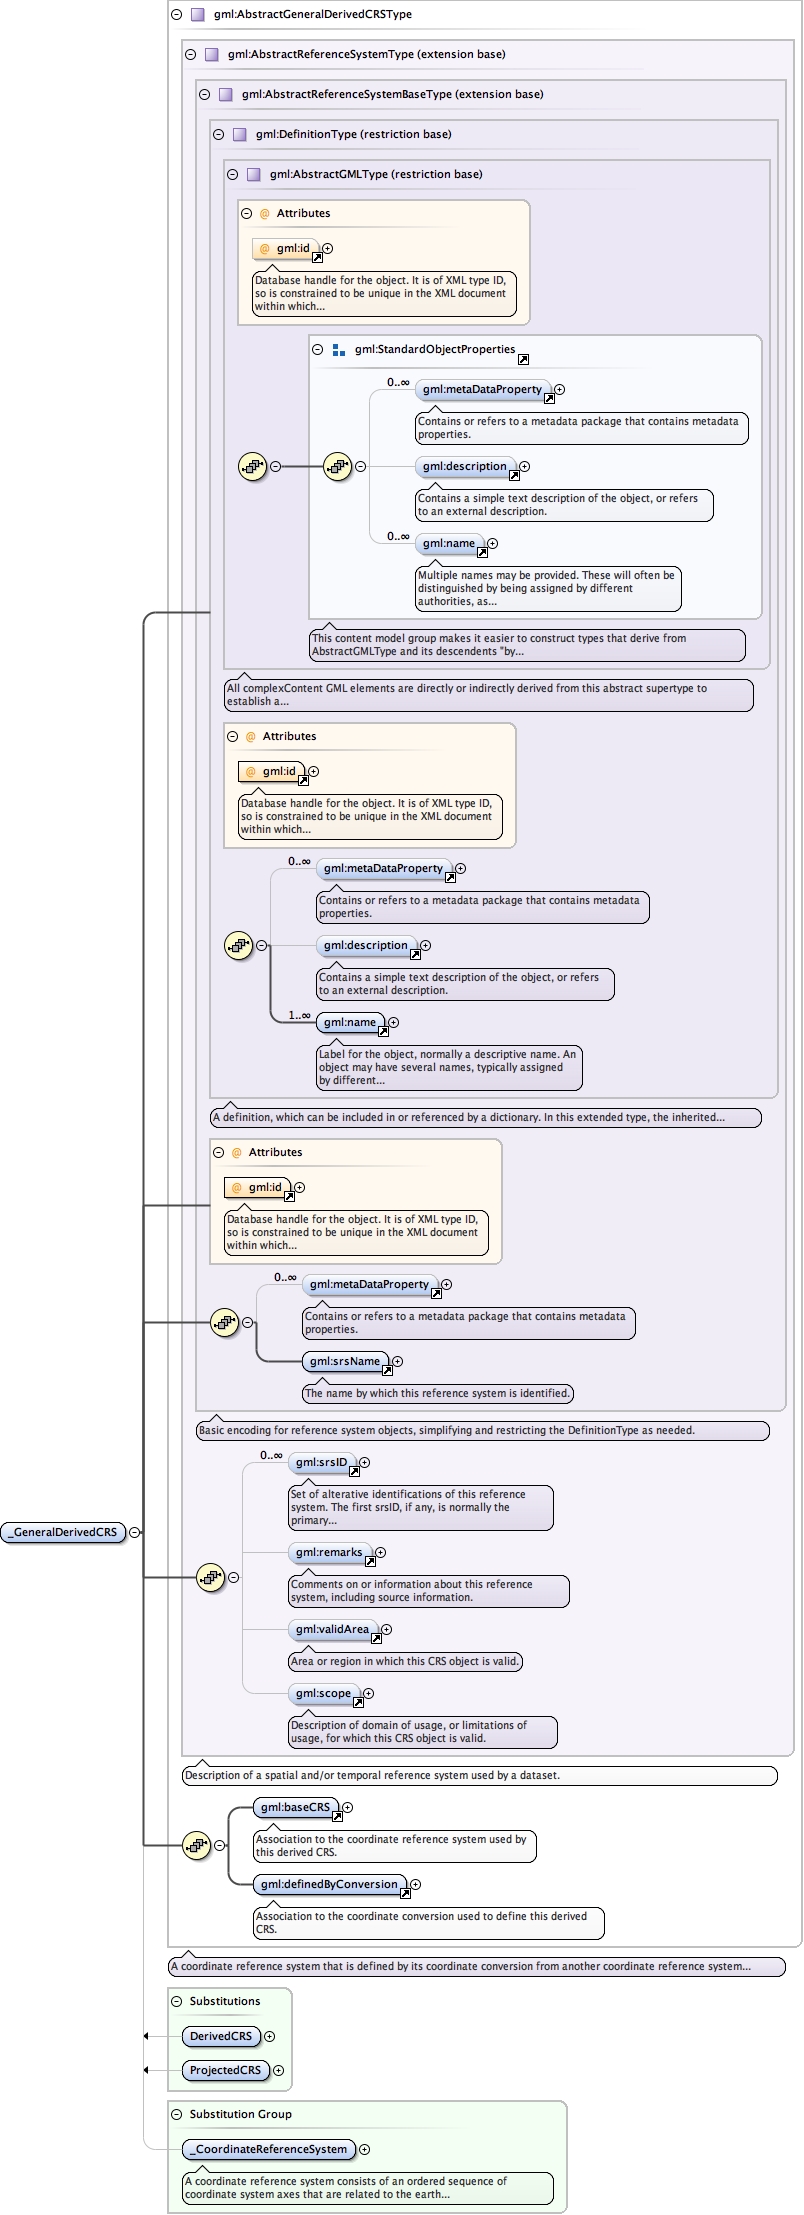 gml:AbstractGeneralDerivedCRSType
gml:AbstractReferenceSystemType (extension base)
gml:AbstractReferenceSystemBaseType (extension base)
gml:DefinitionType (restriction base)
gml:AbstractGMLType (restriction base)
@ Attributes
@ gml:id
Database handle for the object. It is of XML type ID,
so is constrained to be unique in the XML document
within which...
gml:StandardObjectProperties
0..∞
gml:metaDataProperty
Contains or refers to a metadata package that contains metadata
properties.
gml:description
Contains a simple text description of the object, or refers
to an external description.
0..∞
gml:name
Multiple names may be provided. These will often be
distinguished by being assigned by different
authorities, as...
This content model group makes it easier to construct types that derive from
AbstractGMLType and its descendents "by...
All complexContent GML elements are directly or indirectly derived from this abstract supertype to
establish a...
@ Attributes
@ gml:id
Database handle for the object. It is of XML type ID,
so is constrained to be unique in the XML document
within which...
0..∞
gml:metaDataProperty
Contains or refers to a metadata package that contains metadata
properties.
gml:description
Contains a simple text description of the object, or refers
to an external description.
1..∞
gml:name
Label for the object, normally a descriptive name. An
object may have several names, typically assigned
by different...
A definition, which can be included in or referenced by a dictionary. In this extended type, the inherited...
@ Attributes
@ gml:id
Database handle for the object. It is of XML type ID,
so is constrained to be unique in the XML document
within which...
0..∞
gml:metaDataProperty
Contains or refers to a metadata package that contains metadata
properties.
gml:srsName
The name by which this reference system is identified.
Basic encoding for reference system objects, simplifying and restricting the DefinitionType as needed.
0..∞
gml:srsID
Set of alterative identifications of this reference
system. The first srsID, if any, is normally the
primary...
_GeneralDerivedCRS
gml:remarks
Comments on or information about this reference
system, including source information.
gml:validArea
Area or region in which this CRS object is valid.
gml:scope
Description of domain of usage, or limitations of
usage, for which this CRS object is valid.
Description of a spatial and/or temporal reference system used by a dataset.
gml:baseCRS
Association to the coordinate reference system used by
this derived CRS.
gml:definedByConversion
Association to the coordinate conversion used to define this derived
CRS.
A coordinate reference system that is defined by its coordinate conversion from another coordinate reference system...
Substitutions
DerivedCRS
ProjectedCRS
Substitution Group
_CoordinateReferenceSystem
A coordinate reference system consists of an ordered sequence of
coordinate system axes that are related to the earth...